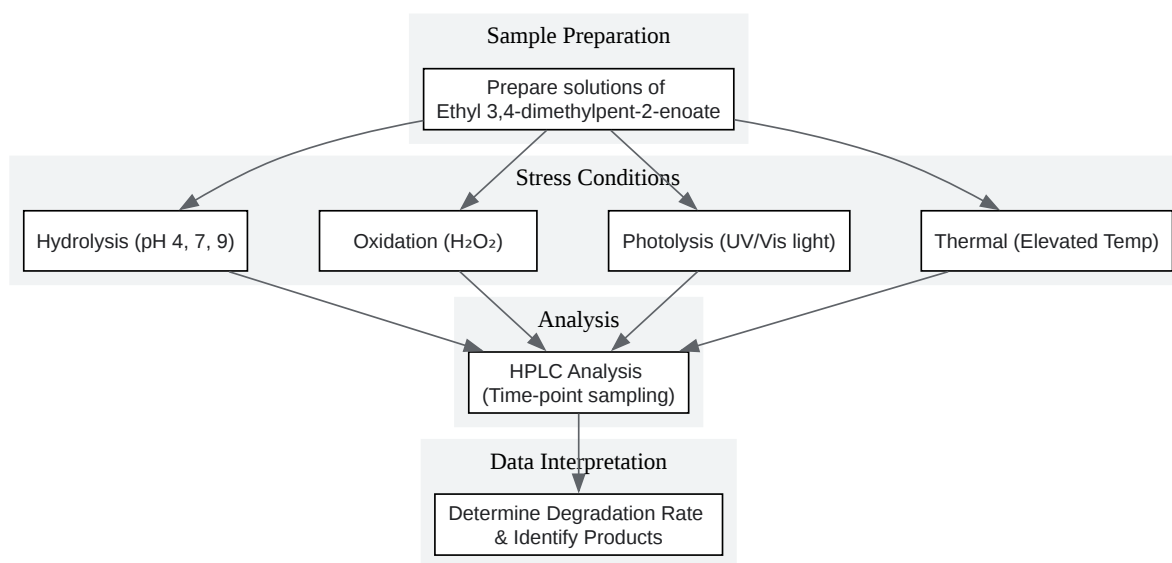 Sample Preparation
Prepare solutions of
Ethyl 3,4-dimethylpent-2-enoate
Stress Conditions
Hydrolysis (pH 4, 7, 9)
Oxidation (H₂O₂)
Photolysis (UV/Vis light)
Thermal (Elevated Temp)
Analysis
HPLC Analysis
(Time-point sampling)
Data Interpretation
Determine Degradation Rate
& Identify Products